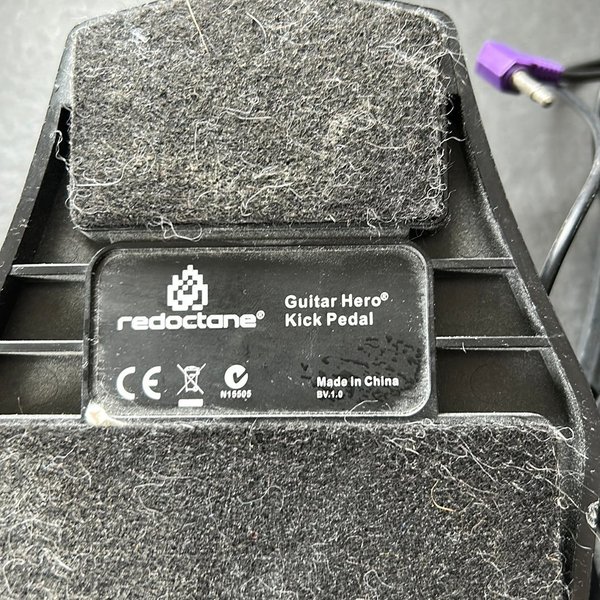 redoctane®
Guitar Hero®
Kick Pedal
CE
N15505
Made In China
BV.1.0